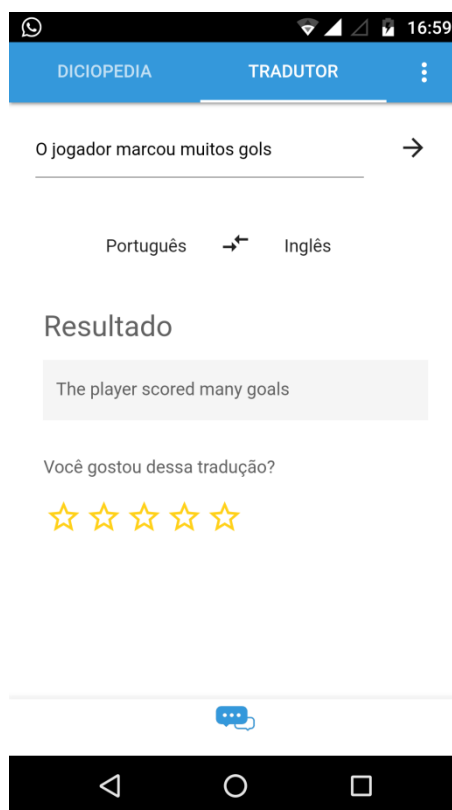 16:59
DICIOPEDIA TRADUTOR
O jogador marcou muitos gols
Português Inglês
Resultado
The player scored many goals
Você gostou dessa tradução?